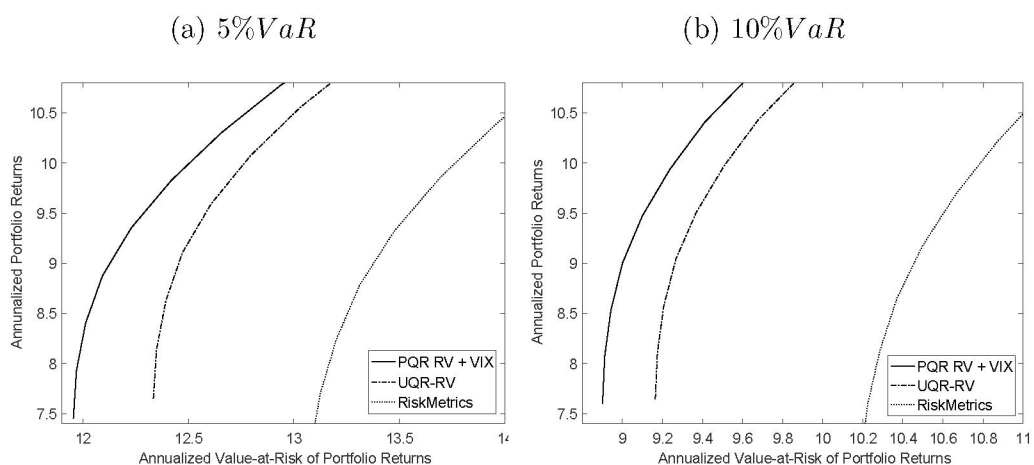 (a) 5%VaR
Annunalized Portfolio Returns
10.5
10
9.5
9
8.5
8
7.5
12
12.5
13
13.5
14
Annualized Value-at-Risk of Portfolio Returns
PQR RV + VIX
UQR-RV
RiskMetrics
(b) 10%VaR
Annualized Portfolio Returns
10.5
10
9.5
9
8.5
8
7.5
9
9.2
9.4
9.6
9.8
10
10.2
10.4
10.6
10.8
11
Annualized Value-at-Risk of Portfolio Returns
PQR RV + VIX
UQR-RV
RiskMetrics